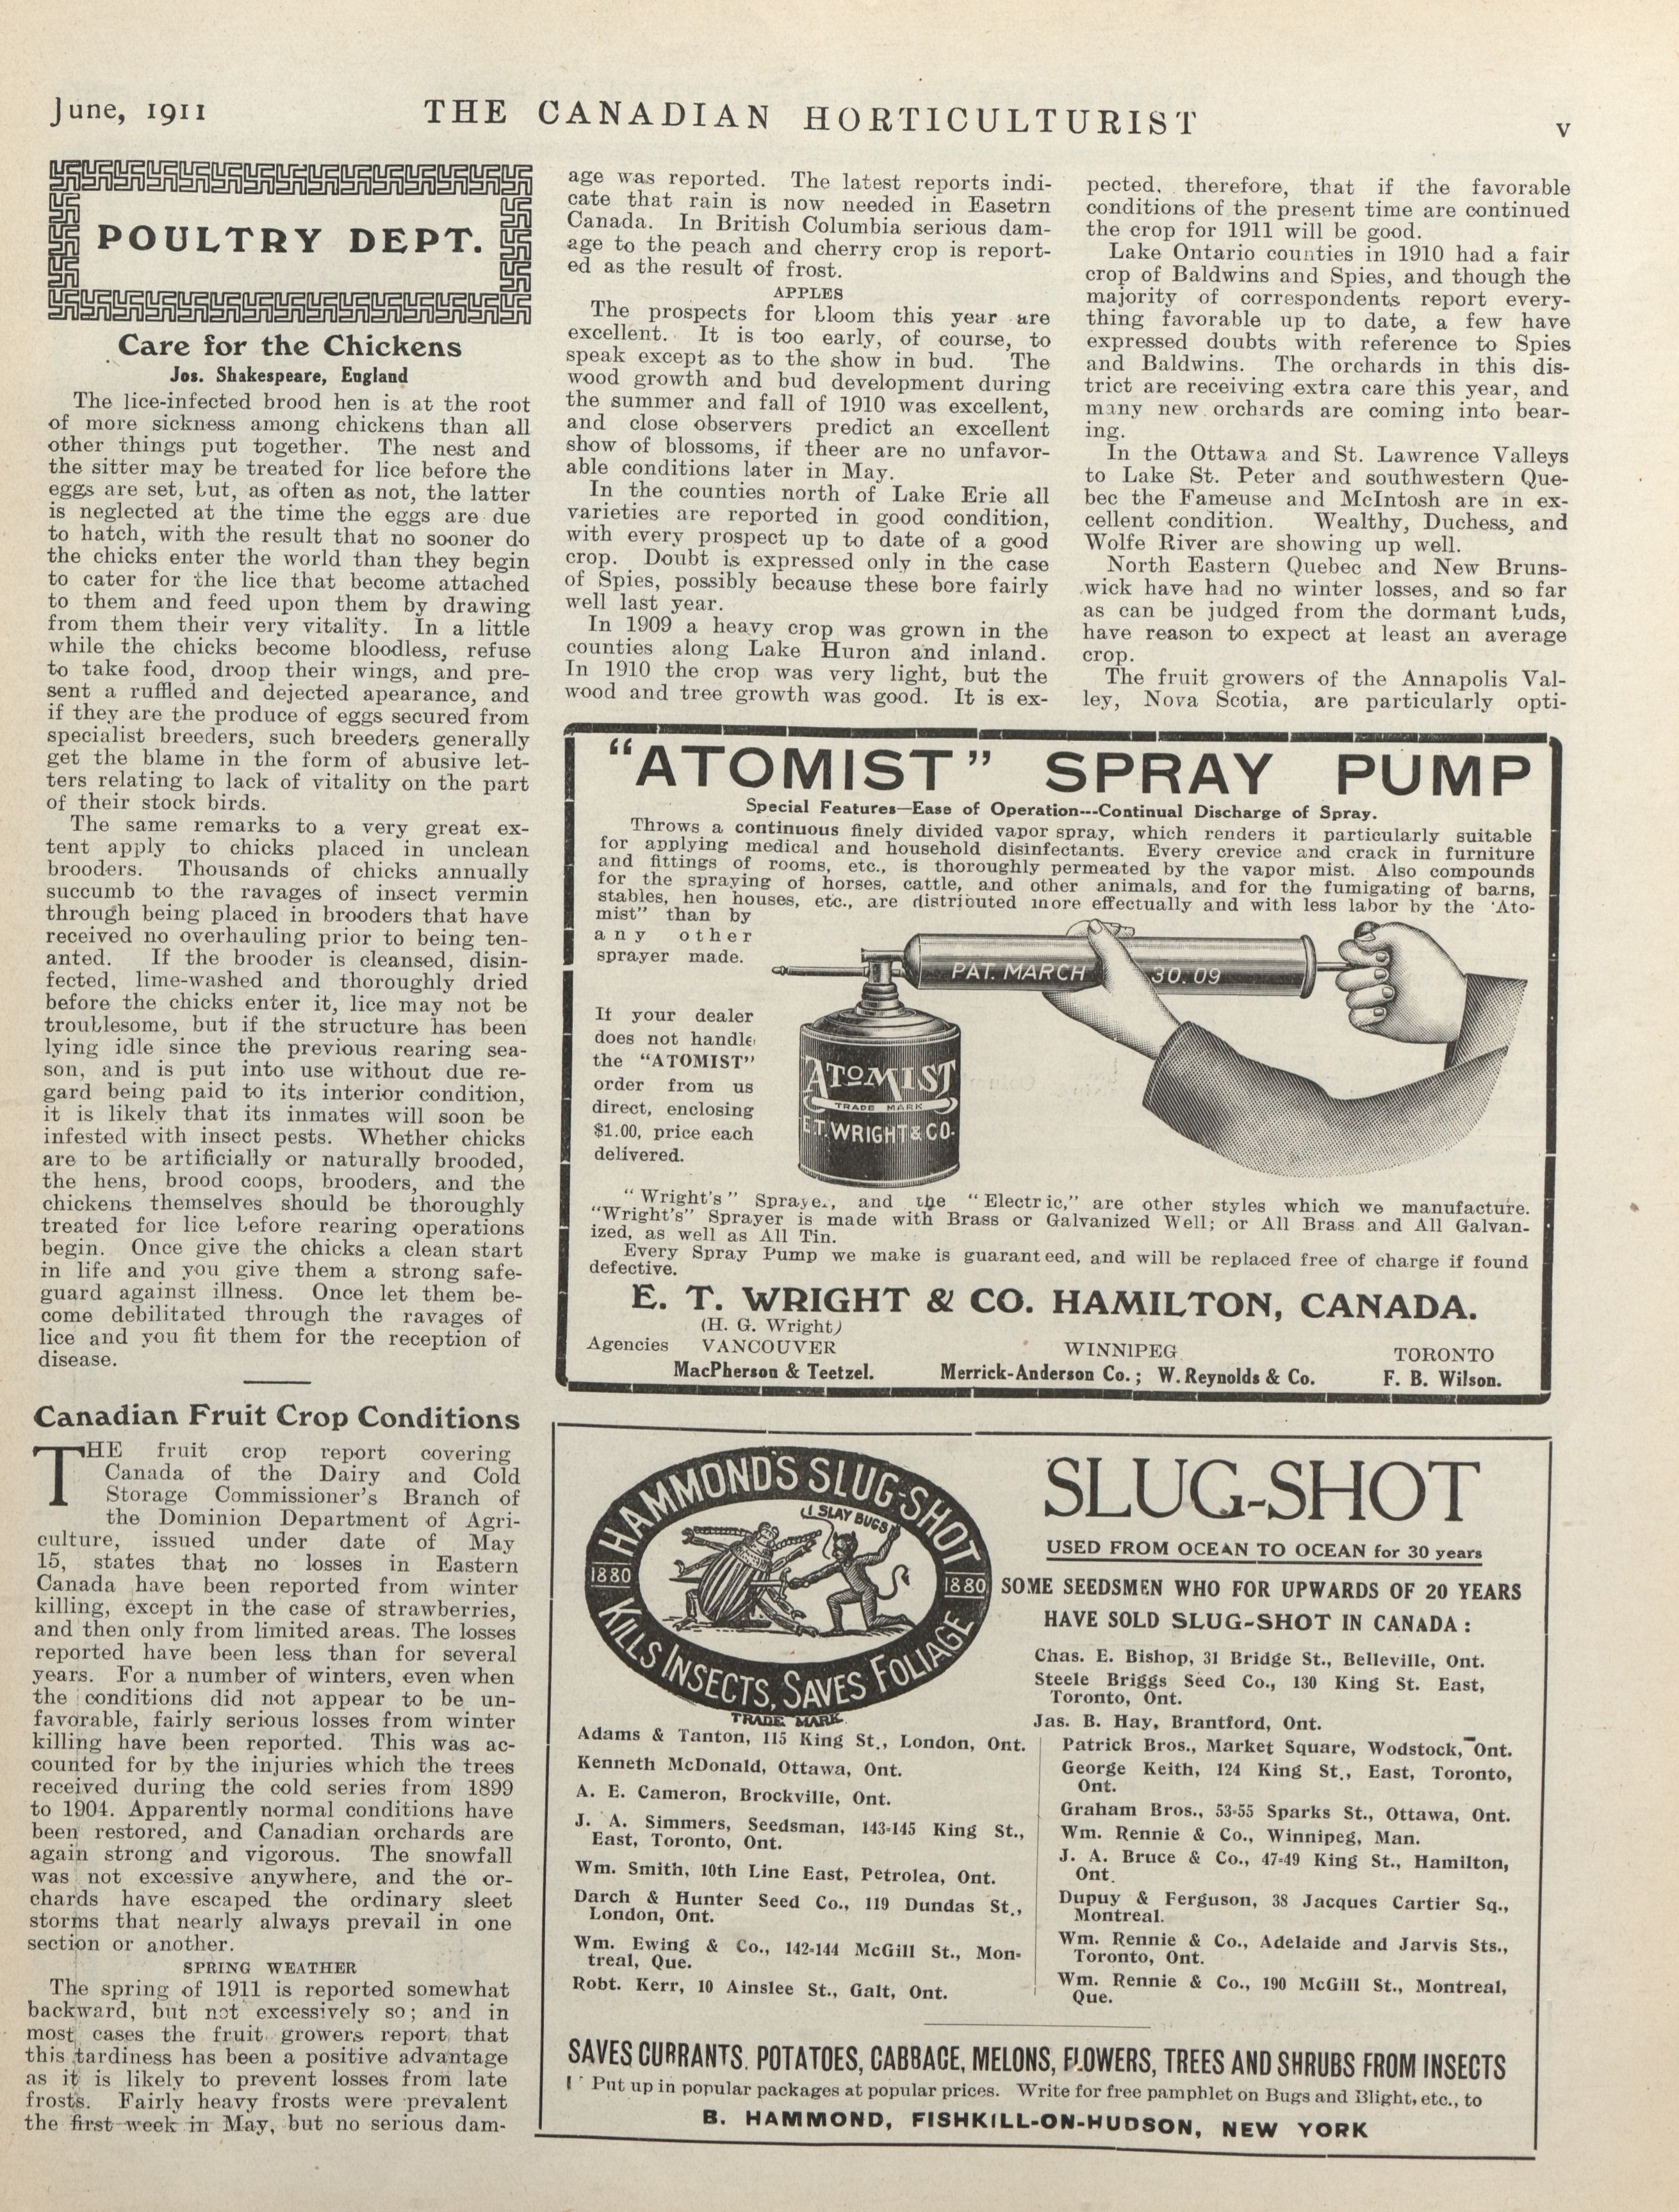 June, 1911
THE CANADIAN HORTICULTURIST
v
POULTRY DEPT.
Care for the Chickens
Jos. Shakespeare, England
The lice-infected brood hen is at the root
of more sickness among chickens than all
other things put together. The nest and
the sitter may be treated for lice before the
eggs are set, but, as often as not, the latter
is neglected at the time the eggs are due
to hatch, with the result that no sooner do
the chicks enter the world than they begin
to cater for the lice that become attached
to them and feed upon them by drawing
from them their very vitality. In a little
while the chicks become bloodless, refuse
to take food, droop their wings, and pre-
sent a ruffled and dejected apearance, and
if they are the produce of eggs secured from
specialist breeders, such breeders generally
get the blame in the form of abusive let-
ters relating to lack of vitality on the part
of their stock birds.
The same remarks to a very great ex-
tent apply to chicks placed in unclean
brooders. Thousands of chicks annually
succumb to the ravages of insect vermin
through being placed in brooders that have
received no overhauling prior to being ten-
anted. If the brooder is cleansed, disin-
fected, lime-washed and thoroughly dried
before the chicks enter it, lice may not be
troublesome, but if the structure has been
lying idle since the previous rearing sea-
son, and is put into use without due re-
gard being paid to its interior condition,
it is likely that its inmates will soon be
infested with insect pests. Whether chicks
are to be artificially or naturally brooded,
the hens, brood coops, brooders, and the
chickens themselves should be thoroughly
treated for lice before rearing operations
begin. Once give the chicks a clean start
in life and you give them a strong safe-
guard against illness. Once let them be-
come debilitated through the ravages of
lice and you fit them for the reception of
disease.
Canadian Fruit Crop Conditions
THE fruit crop report covering
Canada of the Dairy and Cold
Storage Commissioner's Branch of
the Dominion Department of Agri-
culture, issued under date of May
15, states that no losses in Eastern
Canada have been reported from winter
killing, except in the case of strawberries,
and then only from limited areas. The losses
reported have been less than for several
years. For a number of winters, even when
the conditions did not appear to be un-
favorable, fairly serious losses from winter
killing have been reported. This was ac-
counted for by the injuries which the trees
received during the cold series from 1899
to 1904. Apparently normal conditions have
been restored, and Canadian orchards are
again strong and vigorous. The snowfall
was not excessive anywhere, and the or-
chards have escaped the ordinary sleet
storms that nearly always prevail in one
section or another.
SPRING WEATHER
The spring of 1911 is reported somewhat
backward, but not excessively so; and in
most cases the fruit growers report that
this tardiness has been a positive advantage
as it is likely to prevent losses from late
frosts. Fairly heavy frosts were prevalent
the first week in May, but no serious dam-
age was reported. The latest reports indi-
cate that rain is now needed in Easetrn
Canada. In British Columbia serious dam-
age to the peach and cherry crop is report-
ed as the result of frost.
APPLES
The prospects for bloom this year are
excellent. It is too early, of course, to
speak except as to the show in bud. The
wood growth and bud development during
the summer and fall of 1910 was excellent,
and close observers predict an excellent
show of blossoms, if theer are no unfavor-
able conditions later in May.
In the counties north of Lake Erie all
varieties are reported in good condition,
with every prospect up to date of a good
crop. Doubt is expressed only in the case
of Spies, possibly because these bore fairly
well last year.
In 1909 a heavy crop was grown in the
counties along Lake Huron and inland.
In 1910 the crop was very light, but the
wood and tree growth was good. It is ex-
pected, therefore, that if the favorable
conditions of the present time are continued
the crop for 1911 will be good.
Lake Ontario counties in 1910 had a fair
crop of Baldwins and Spies, and though the
majority of correspondents report every-
thing favorable up to date, a few have
expressed doubts with reference to Spies
and Baldwins. The orchards in this dis-
trict are receiving extra care this year, and
many new orchards are coming into bear-
ing.
In the Ottawa and St. Lawrence Valleys
to Lake St. Peter and southwestern Que-
bec the Fameuse and McIntosh are in ex-
cellent condition. Wealthy, Duchess, and
Wolfe River are showing up well.
North Eastern Quebec and New Bruns-
wick have had no winter losses, and so far
as can be judged from the dormant buds,
have reason to expect at least an average
crop.
The fruit growers of the Annapolis Val-
ley, Nova Scotia, are particularly opti-
"ATOMIST" SPRAY PUMP
Special Features—Ease of Operation---Continual Discharge of Spray.
Throws a continuous finely divided vapor spray, which renders it particularly suitable
for applying medical and household disinfectants. Every crevice and crack in furniture
and fittings of rooms, etc., is thoroughly permeated by the vapor mist. Also compounds
for the spraying of horses, cattle, and other animals, and for the fumigating of barns,
stables, hen houses, etc., are distributed more effectually and with less labor by the 'Ato-
mist" than by
any other
sprayer made.
If your dealer
does not handle
the "ATOMIST"
order from us
direct, enclosing
$1.00, price each
delivered.
PAT. MARCH 30. 09
ATOMIST
TRADE MARK
E.T. WRIGHT & CO.
"Wright's" Spraye., and the "Electric," are other styles which we manufacture.
"Wright's" Sprayer is made with Brass or Galvanized Well; or All Brass and All Galvan-
ized, as well as All Tin.
Every Spray Pump we make is guaranteed, and will be replaced free of charge if found
defective.
E. T. WRIGHT & CO. HAMILTON, CANADA.
(H. G. Wright)
Agencies VANCOUVER WINNIPEG TORONTO
MacPherson & Teetzel. Merrick-Anderson Co.; W. Reynolds & Co. F. B. Wilson.
HAMMOND'S SLUG-SHOT
I SLAY BUGS
1880 1880
KILLS INSECTS, SAVES FOLIAGE
TRADE MARK
SLUG-SHOT
USED FROM OCEAN TO OCEAN for 30 years
SOME SEEDSMEN WHO FOR UPWARDS OF 20 YEARS
HAVE SOLD SLUG-SHOT IN CANADA:
Chas. E. Bishop, 31 Bridge St., Belleville, Ont.
Steele Briggs Seed Co., 130 King St. East,
Toronto, Ont.
Jas. B. Hay, Brantford, Ont.
Adams & Tanton, 115 King St., London, Ont.
Kenneth McDonald, Ottawa, Ont.
A. E. Cameron, Brockville, Ont.
J. A. Simmers, Seedsman, 143-145 King St.,
East, Toronto, Ont.
Wm. Smith, 10th Line East, Petrolea, Ont.
Darch & Hunter Seed Co., 119 Dundas St.,
London, Ont.
Wm. Ewing & Co., 142-144 McGill St., Mon-
treal, Que.
Robt. Kerr, 10 Ainslee St., Galt, Ont.
Patrick Bros., Market Square, Wodstock, Ont.
George Keith, 124 King St., East, Toronto,
Ont.
Graham Bros., 53-55 Sparks St., Ottawa, Ont.
Wm. Rennie & Co., Winnipeg, Man.
J. A. Bruce & Co., 47-49 King St., Hamilton,
Ont.
Dupuy & Ferguson, 38 Jacques Cartier Sq.,
Montreal.
Wm. Rennie & Co., Adelaide and Jarvis Sts.,
Toronto, Ont.
Wm. Rennie & Co., 190 McGill St., Montreal,
Que.
SAVES CURRANTS, POTATOES, CABBAGE, MELONS, FLOWERS, TREES AND SHRUBS FROM INSECTS
Put up in popular packages at popular prices. Write for free pamphlet on Bugs and Blight, etc., to
B. HAMMOND, FISHKILL-ON-HUDSON, NEW YORK